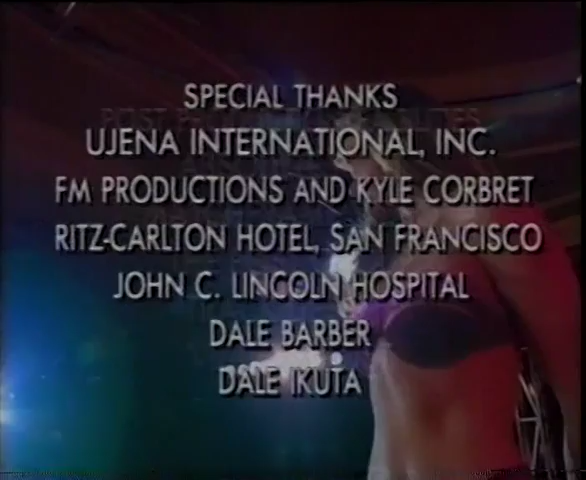 SPECIAL THANKS
UJENA INTERNATIONAL, INC.
FM PRODUCTIONS AND KYLE CORBRET
RITZ-CARLTON HOTEL, SAN FRANCISCO
JOHN C. LINCOLN HOSPITAL
DALE BARBER
DALE IKUTA